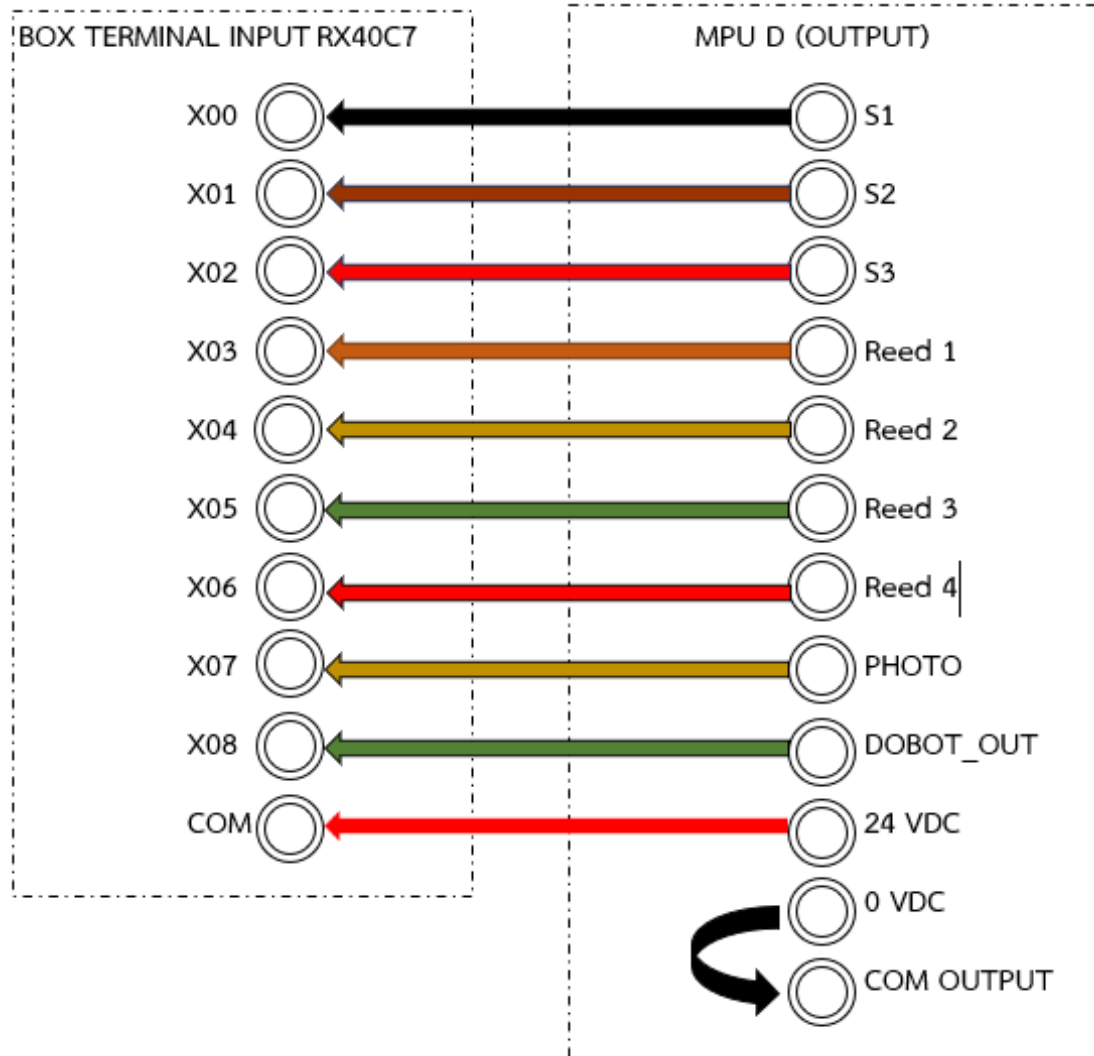 BOX TERMINAL INPUT RX40C7
MPU D (OUTPUT)
X00
S1
X01
S2
X02
S3
X03
Reed 1
X04
Reed 2
X05
Reed 3
X06
Reed 4
X07
PHOTO
X08
DOBOT_OUT
COM
24 VDC
0 VDC
COM OUTPUT